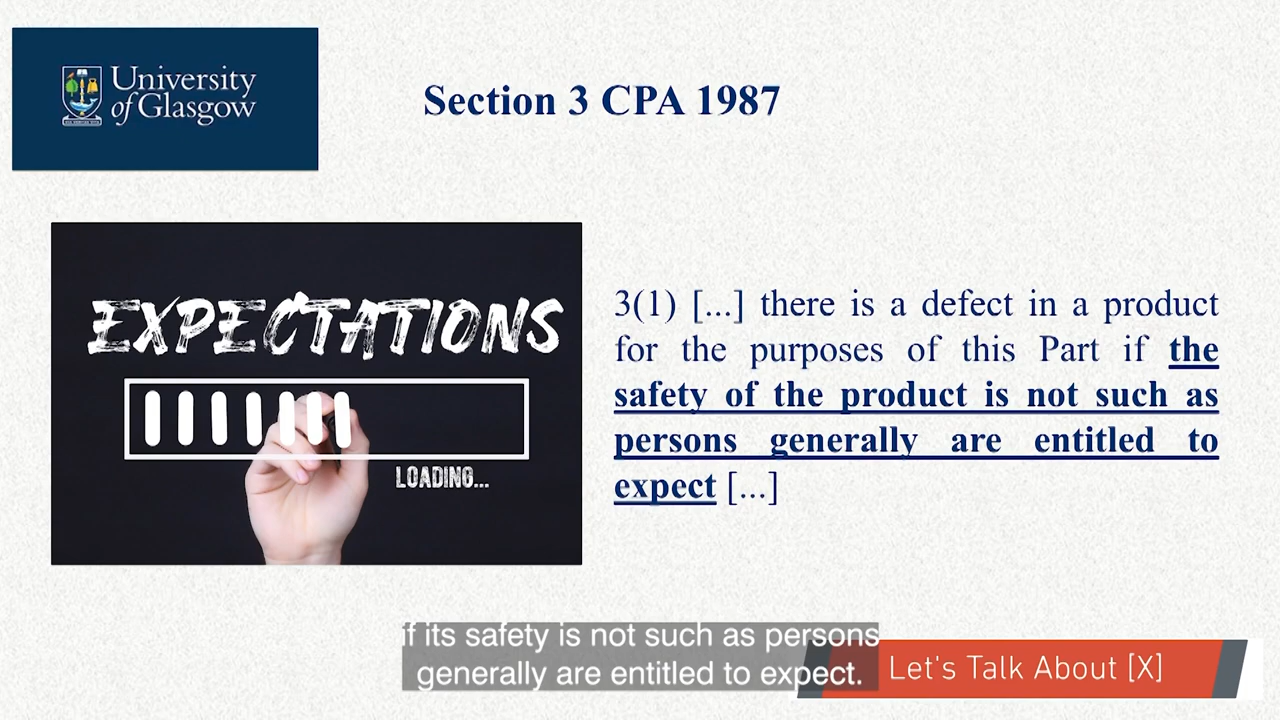 University
of Glasgow
Section 3 CPA 1987
EXPECTATIONS
LOADING...
3(1) [...] there is a defect in a product
for the purposes of this Part if the
safety of the product is not such as
persons generally are entitled to
expect [...]
if its safety is not such as persons
generally are entitled to expect.
Let's Talk About [X]